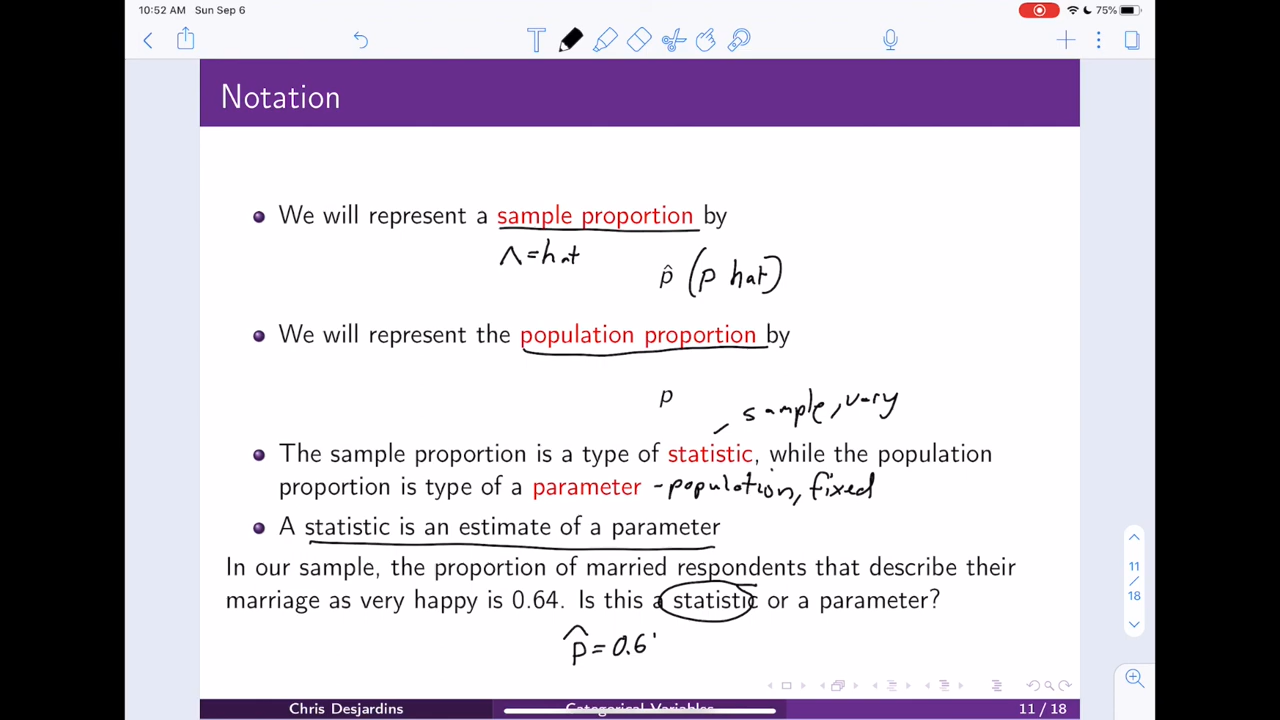 10:52 AM Sun Sep 6
75%
Notation
We will represent a sample proportion by
^ = hat
p̂ (p hat)
We will represent the population proportion by
p
sample, vary
The sample proportion is a type of statistic, while the population
proportion is type of a parameter - population, fixed
A statistic is an estimate of a parameter
In our sample, the proportion of married respondents that describe their
marriage as very happy is 0.64. Is this a statistic or a parameter?
p̂ = 0.6
11
/
18
Chris Desjardins
Categorical Variables
11 / 18